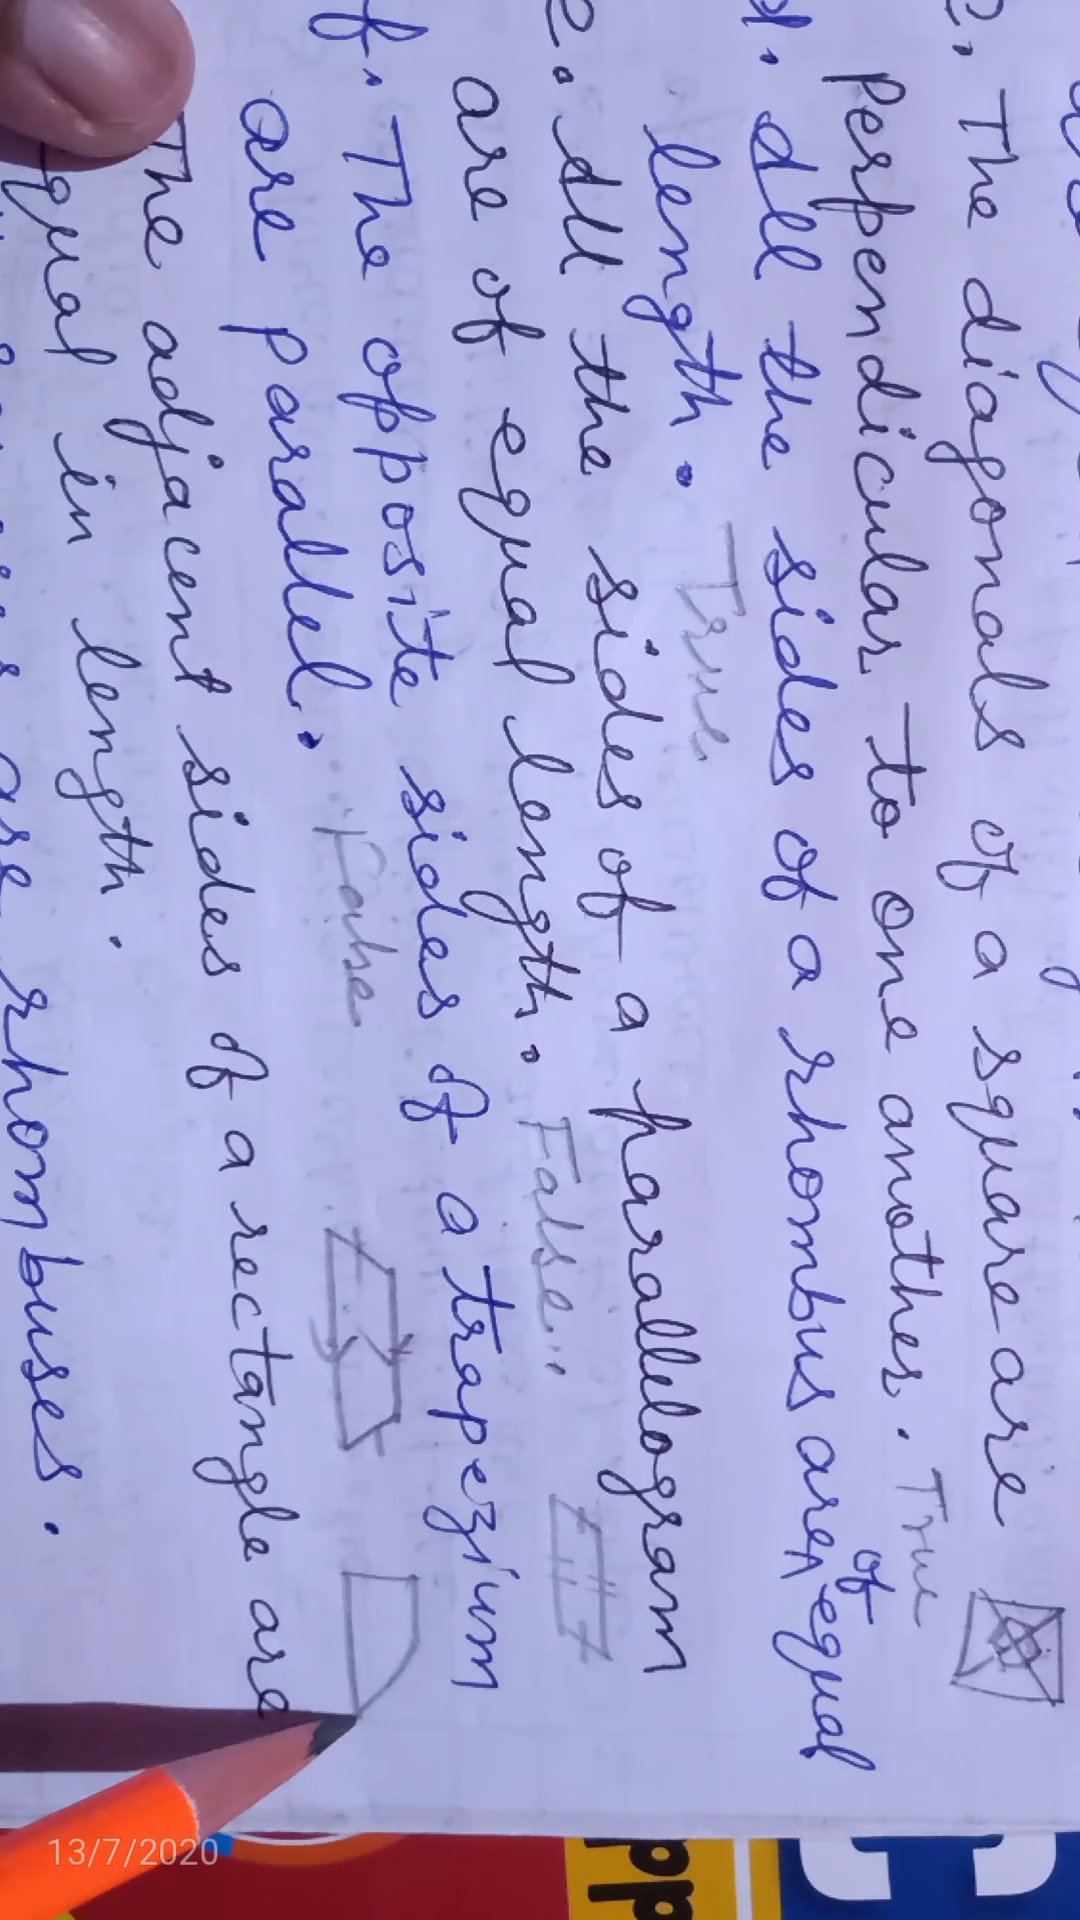 c. The diagonals of a square are
perpendicular to one another. True
d. All the sides of a rhombus are of equal
length. True
e. All the sides of a parallelogram
are of equal length. False
f. The opposite sides of a trapezium
are parallel. False
The adjacent sides of a rectangle are
equal in length.
are rhombuses.
13/7/2020